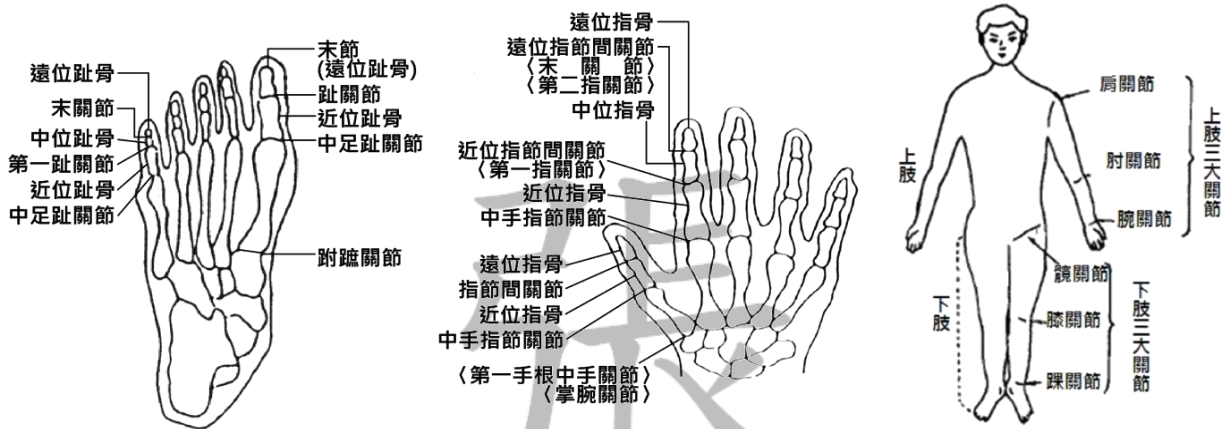 遠位趾骨
末關節
中位趾骨
第一趾關節
近位趾骨
中足趾關節
末節
(遠位趾骨)
趾關節
近位趾骨
中足趾關節
跗蹠關節
遠位指骨
遠位指節間關節
〈末關節〉
〈第二指關節〉
中位指骨
近位指節間關節
〈第一指關節〉
近位指骨
中手指節關節
遠位指骨
指節間關節
近位指骨
中手指節關節
〈第一手根中手關節〉
〈掌腕關節〉
上肢
下肢
肩關節
肘關節
腕關節
上肢三大關節
髖關節
膝關節
踝關節
下肢三大關節